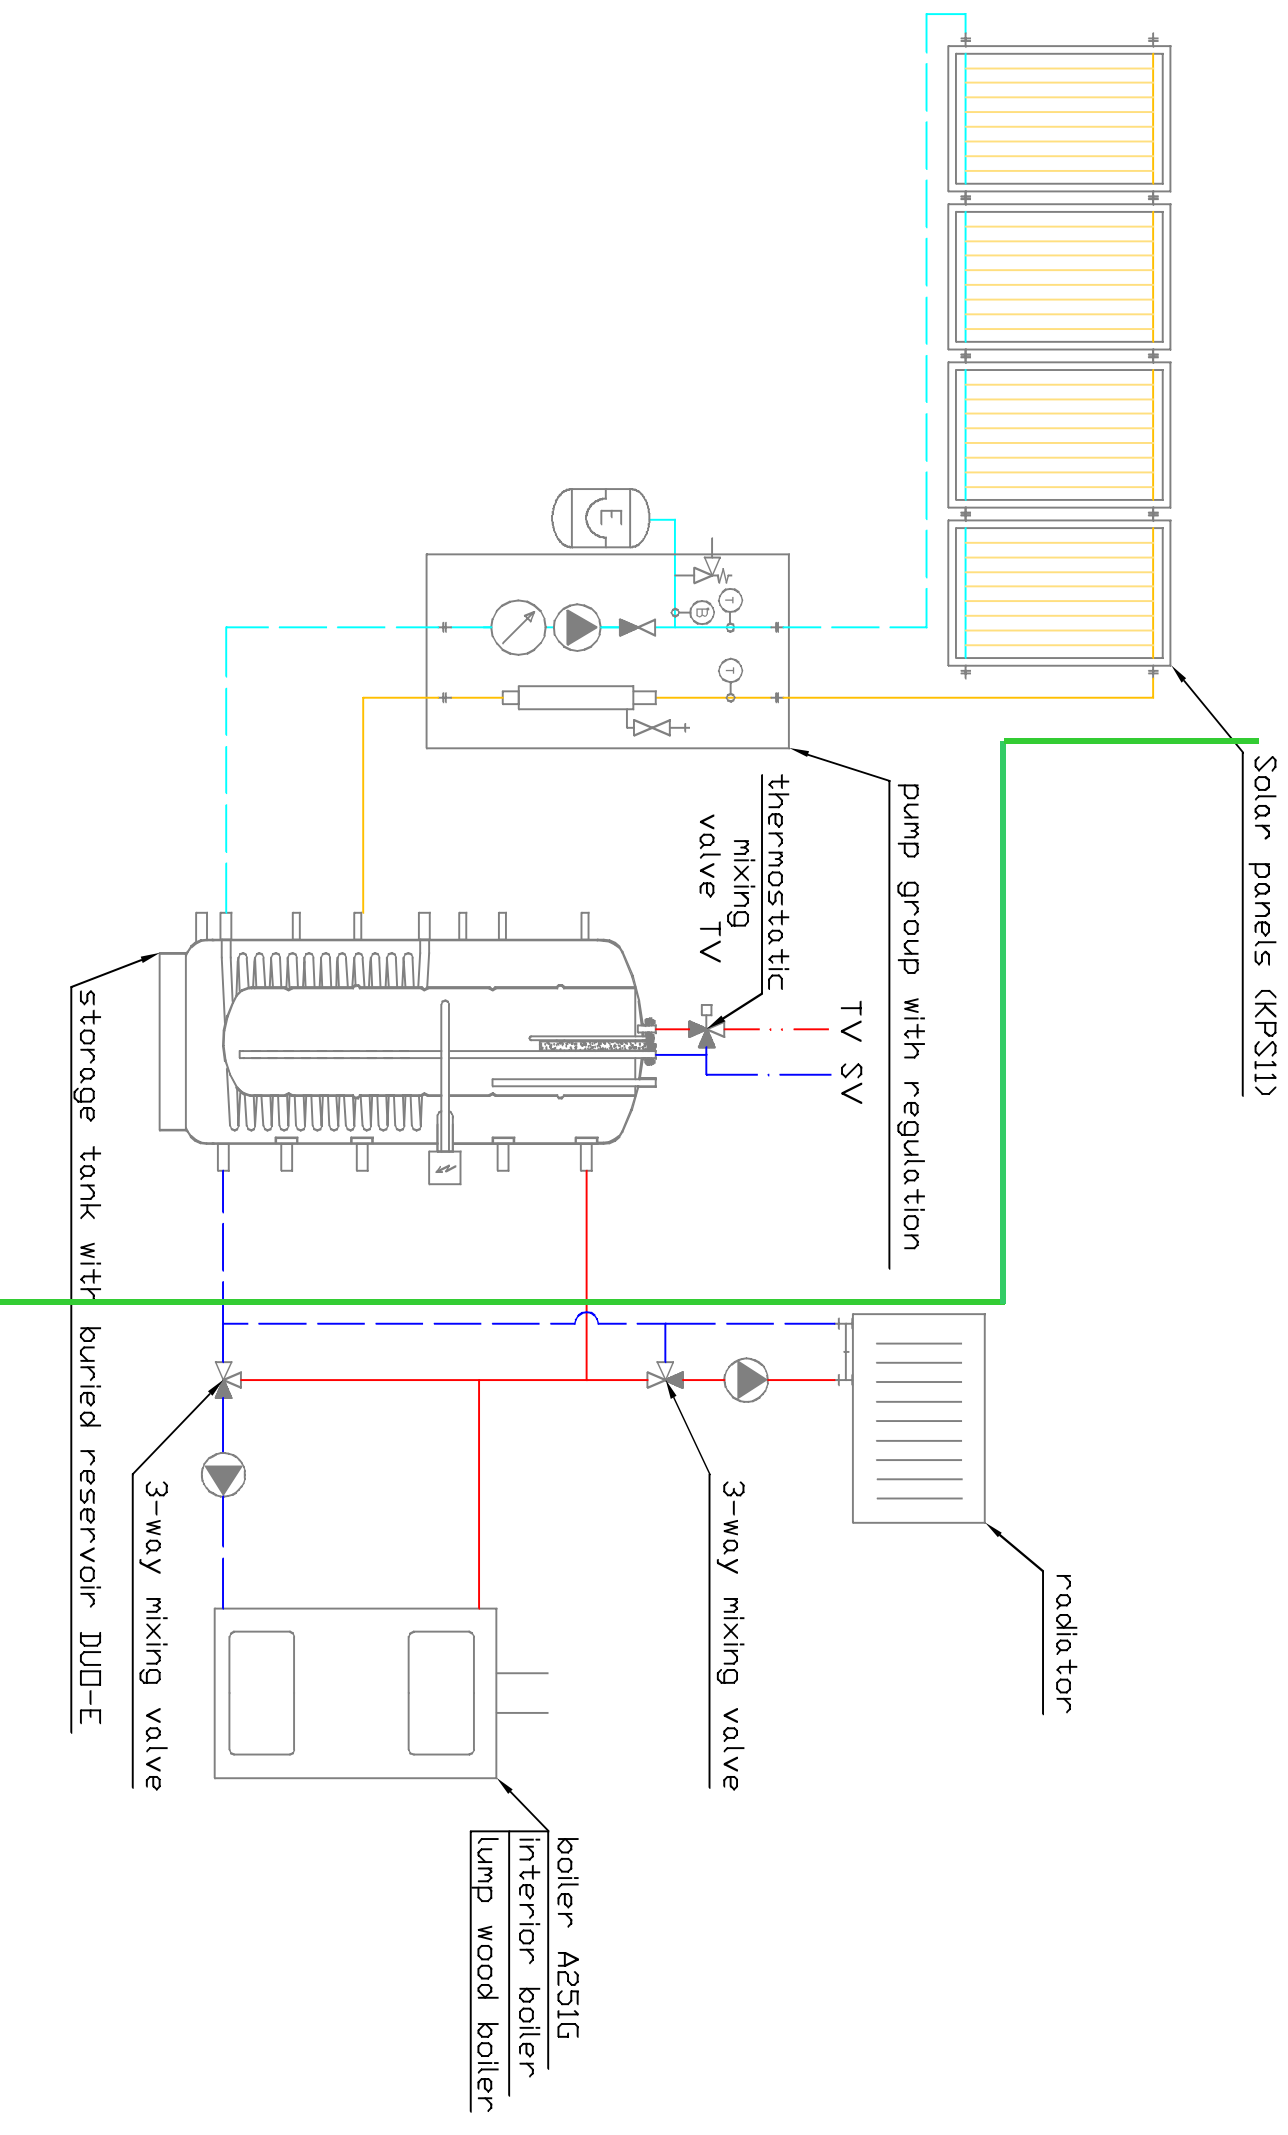 Solar panels (KPS11)
pump group with regulation
thermostatic
mixing
valve TV
TV SV
E
T
B
T
radiator
3-way mixing valve
3-way mixing valve
storage tank with buried reservoir DUO-E
boiler A251G
interior boiler
lump wood boiler